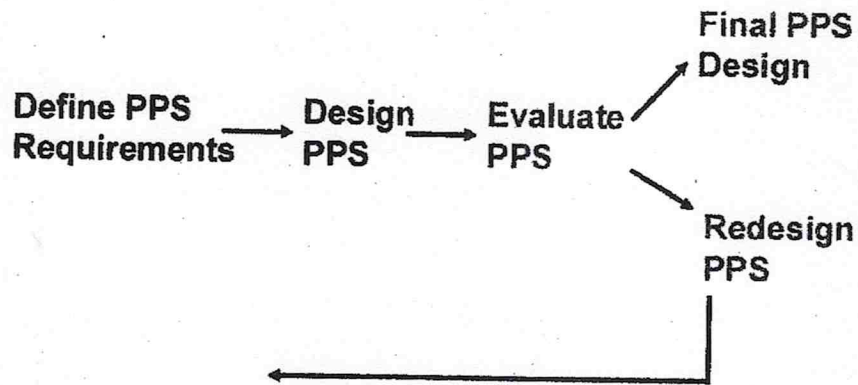 Define PPS
Requirements
Design
PPS
Evaluate
PPS
Final PPS
Design
Redesign
PPS